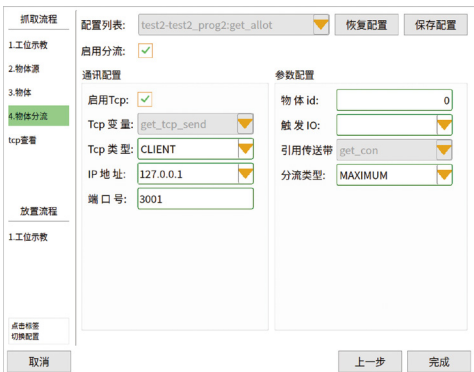 抓取流程
1.工位示教
2.物体源
3.物体
4.物体分流
tcp查看
放置流程
1.工位示教
点击标签
切换配置
取消
配置列表: test2-test2_prog2:get_allot 恢复配置 保存配置
启用分流:
通讯配置
启用Tcp:
Tcp 变 量: get_tcp_send
Tcp 类 型: CLIENT
IP 地 址: 127.0.0.1
端 口 号: 3001
参数配置
物 体 id: 0
触 发 IO:
引用传送带 get_con
分流类型: MAXIMUM
上一步 完成